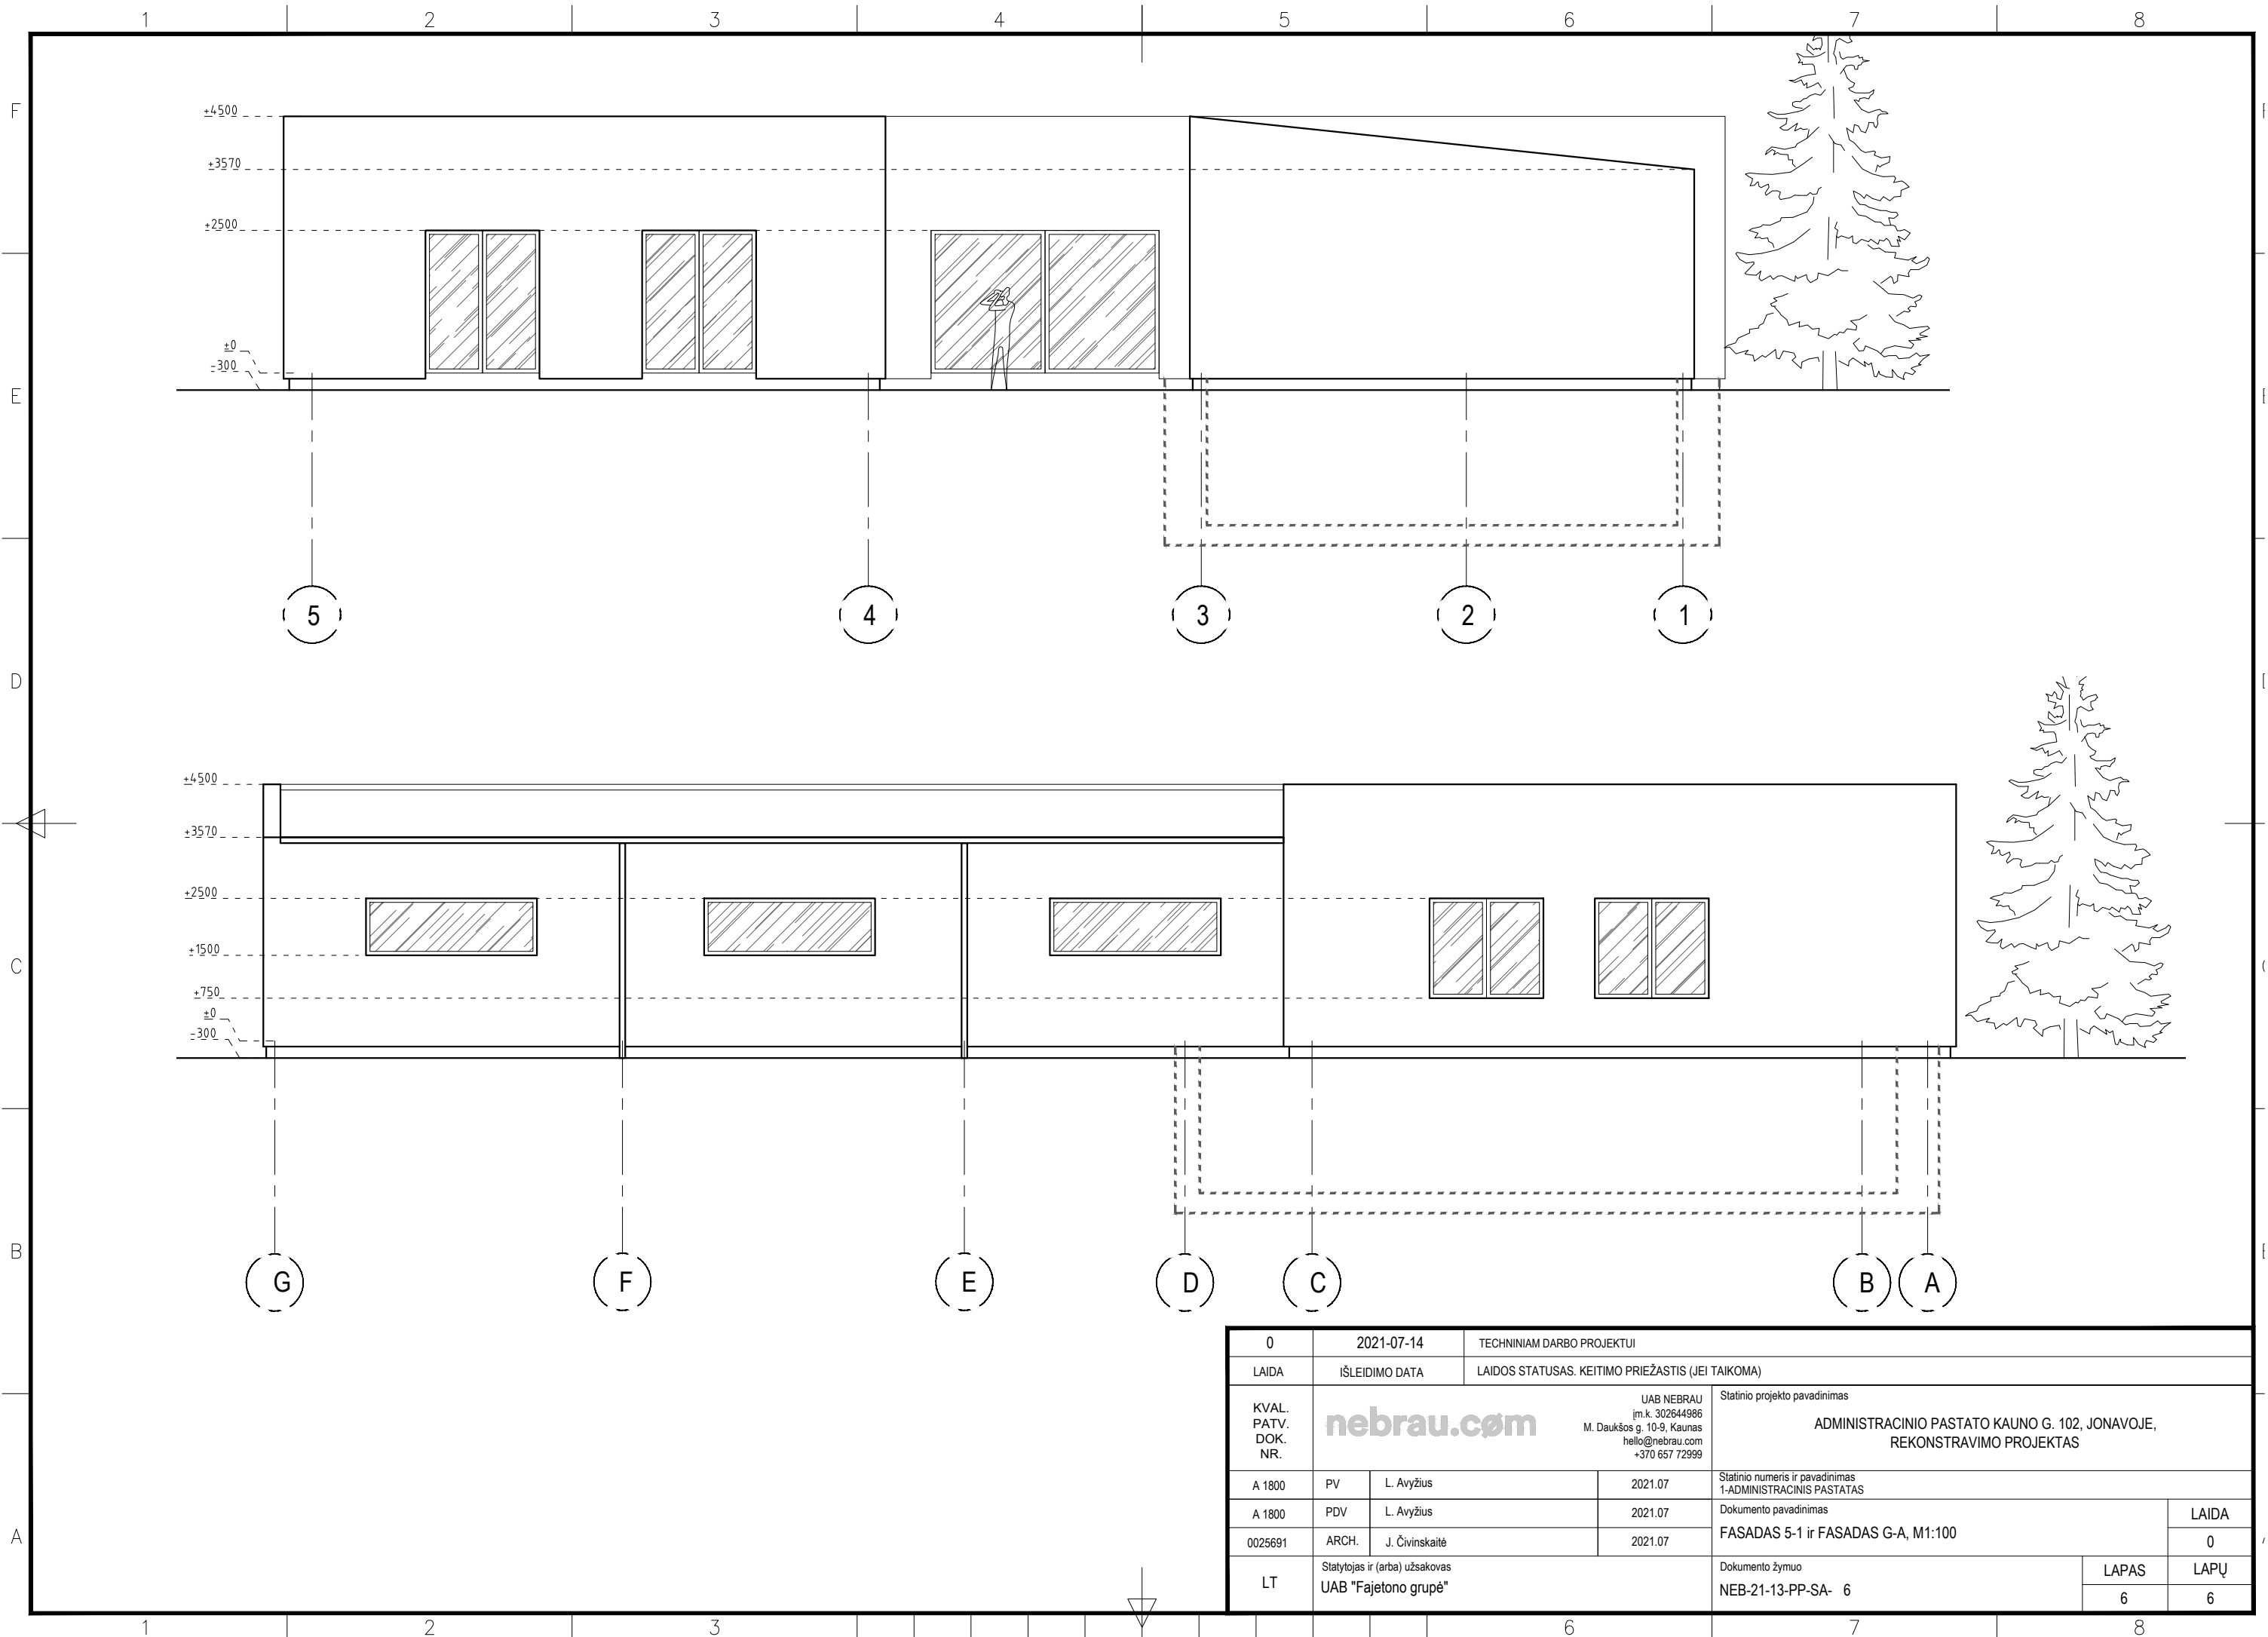 1 2 3 4 5 6 7 8
F
+4500
+3570
+2500
±0
-300
E
5 4 3 2 1
D
+4500
+3570
+2500
+1500
C
+750
±0
-300
B
G F E D C B A
0 2021-07-14 TECHNINIAM DARBO PROJEKTUI
LAIDA IŠLEIDIMO DATA LAIDOS STATUSAS. KEITIMO PRIEŽASTIS (JEI TAIKOMA)
KVAL.
PATV.
DOK.
NR.
nebrau.cøm
UAB NEBRAU
įm.k. 302644986
M. Daukšos g. 10-9, Kaunas
hello@nebrau.com
+370 657 72999
Statinio projekto pavadinimas
ADMINISTRACINIO PASTATO KAUNO G. 102, JONAVOJE,
REKONSTRAVIMO PROJEKTAS
A 1800 PV L. Avyžius 2021.07
Statinio numeris ir pavadinimas
1-ADMINISTRACINIS PASTATAS
A 1800 PDV L. Avyžius 2021.07
Dokumento pavadinimas
FASADAS 5-1 ir FASADAS G-A, M1:100
LAIDA
0
0025691 ARCH. J. Čivinskaitė 2021.07
LT
Statytojas ir (arba) užsakovas
UAB "Fajetono grupė"
Dokumento žymuo
NEB-21-13-PP-SA- 6
LAPAS LAPŲ
6 6
A
1 2 3 6 7 8